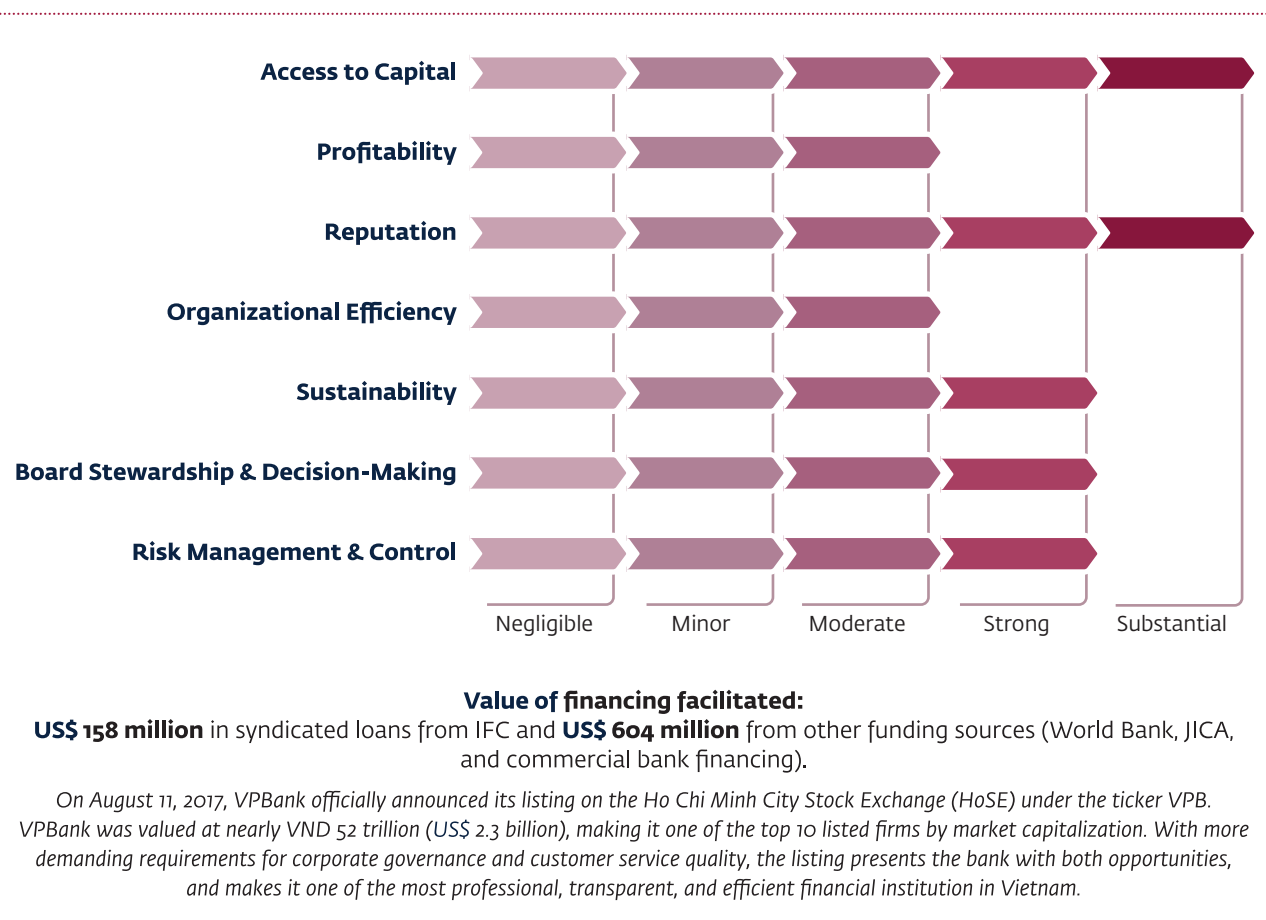 Access to Capital
Profitability
Reputation
Organizational Efficiency
Sustainability
Board Stewardship & Decision-Making
Risk Management & Control
Negligible
Minor
Moderate
Strong
Substantial
Value of financing facilitated:
US$ 158 million in syndicated loans from IFC and US$ 604 million from other funding sources (World Bank, JICA,
and commercial bank financing).
On August 11, 2017, VPBank officially announced its listing on the Ho Chi Minh City Stock Exchange (HoSE) under the ticker VPB.
VPBank was valued at nearly VND 52 trillion (US$ 2.3 billion), making it one of the top 10 listed firms by market capitalization. With more
demanding requirements for corporate governance and customer service quality, the listing presents the bank with both opportunities,
and makes it one of the most professional, transparent, and efficient financial institution in Vietnam.